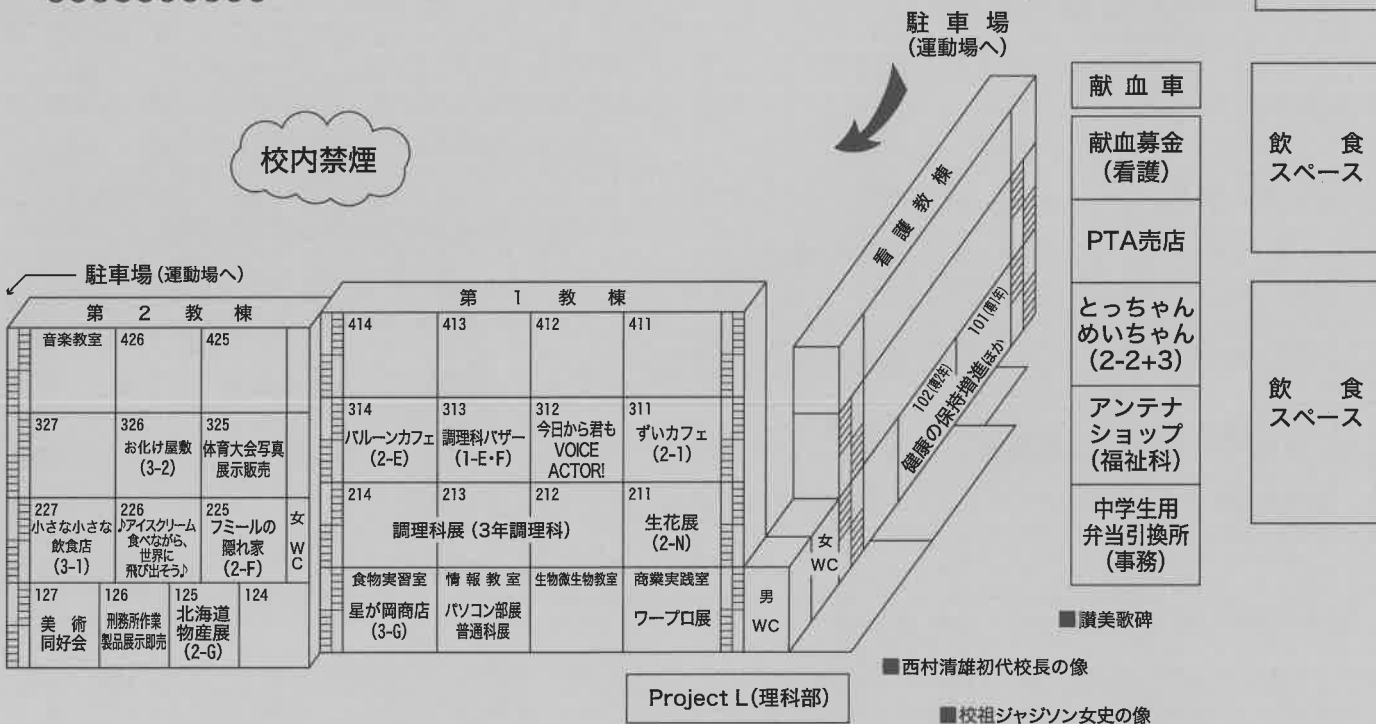 駐車場
(運動場へ)
校内禁煙
駐車場(運動場へ)
第2教棟
音楽教室
426
425
327
326
お化け屋敷
(3-2)
325
体育大会写真
展示販売
227
小さな小さな
飲食店
(3-1)
226
♪アイスクリーム
食べながら、
世界に
飛び出そう♪
225
フミールの
隠れ家
(2-F)
女
WC
127
美術
同好会
126
刑務所作業
製品展示即売
125
北海道
物産展
(2-G)
124
第1教棟
414
413
412
411
314
バルーンカフェ
(2-E)
313
調理科バザー
(1-E・F)
312
今日から君も
VOICE
ACTOR!
311
ずいカフェ
(2-1)
214
213
212
調理科展(3年調理科)
211
生花展
(2-N)
食物実習室
星が岡商店
(3-G)
情報教室
パソコン部展
普通科展
生物微生物教室
商業実践室
ワープロ展
男
WC
女
WC
看護教棟
101(専1年)
102(専2年)
健康の保持増進ほか
献血車
献血募金
(看護)
PTA売店
とっちゃん
めいちゃん
(2-2+3)
アンテナ
ショップ
(福祉科)
中学生用
弁当引換所
(事務)
飲食
スペース
飲食
スペース
■讃美歌碑
■西村清雄初代校長の像
Project L(理科部)
■校祖ジャジソン女史の像